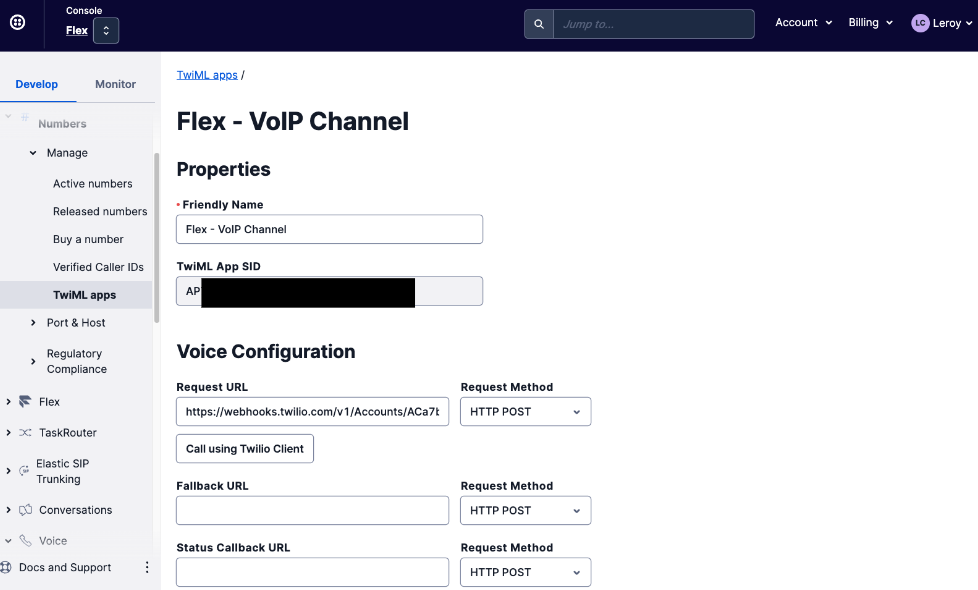 Console
Flex
Jump to...
Account
Billing
LC
Leroy
Develop
Monitor
Numbers
Manage
Active numbers
Released numbers
Buy a number
Verified Caller IDs
TwiML apps
Port & Host
Regulatory
Compliance
Flex
TaskRouter
Elastic SIP
Trunking
Conversations
Voice
Docs and Support
TwiML apps /
Flex - VoIP Channel
Properties
• Friendly Name
Flex - VoIP Channel
TwiML App SID
AP
Voice Configuration
Request URL
Request Method
https://webhooks.twilio.com/v1/Accounts/ACa7
HTTP POST
Call using Twilio Client
Fallback URL
Request Method
HTTP POST
Status Callback URL
Request Method
HTTP POST